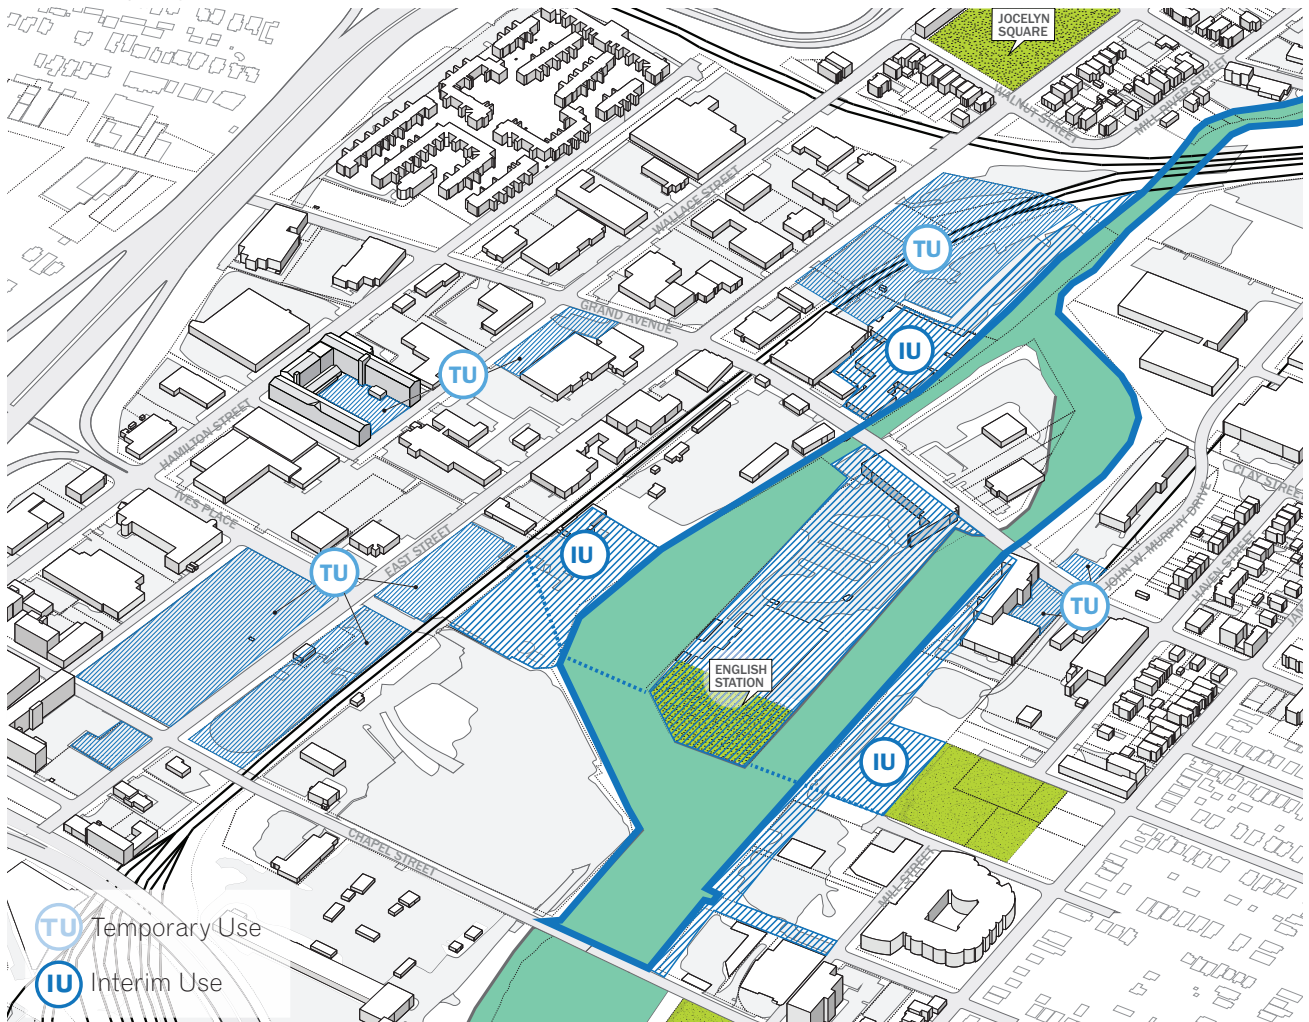 JOCELYN
SQUARE
WALNUT STREET
MILL RIVER STREET
WALLACE STREET
TU
GRAND AVENUE
IU
TU
HAMILTON STREET
IVES PLACE
CLAY STREET
JOHN W. MURPHY DRIVE
HAVEN STREET
EAST STREET
IU
TU
TU
ENGLISH
STATION
IU
CHAPEL STREET
MILL STREET
TU Temporary Use
IU Interim Use